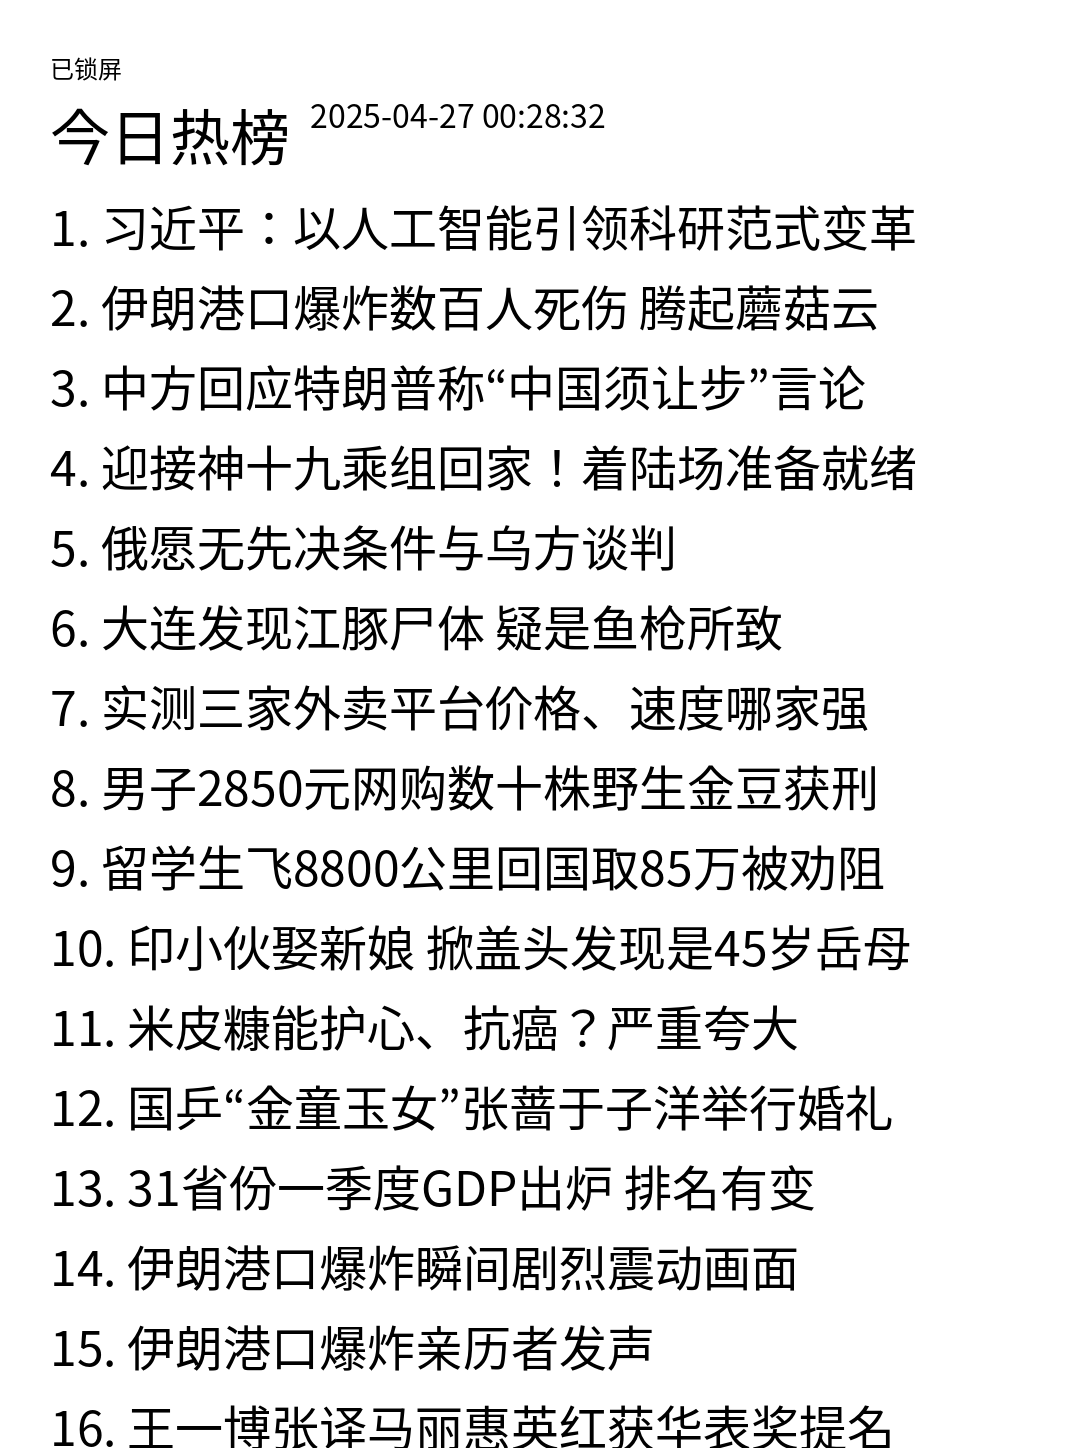 已锁屏
今日热榜 2025-04-27 00:28:32
1. 习近平：以人工智能引领科研范式变革
2. 伊朗港口爆炸数百人死伤 腾起蘑菇云
3. 中方回应特朗普称“中国须让步”言论
4. 迎接神十九乘组回家！着陆场准备就绪
5. 俄愿无先决条件与乌方谈判
6. 大连发现江豚尸体 疑是鱼枪所致
7. 实测三家外卖平台价格、速度哪家强
8. 男子2850元网购数十株野生金豆获刑
9. 留学生飞8800公里回国取85万被劝阻
10. 印小伙娶新娘 掀盖头发现是45岁岳母
11. 米皮糠能护心、抗癌？严重夸大
12. 国乒“金童玉女”张蔷于子洋举行婚礼
13. 31省份一季度GDP出炉 排名有变
14. 伊朗港口爆炸瞬间剧烈震动画面
15. 伊朗港口爆炸亲历者发声
16. 王一博张译马丽惠英红获华表奖提名